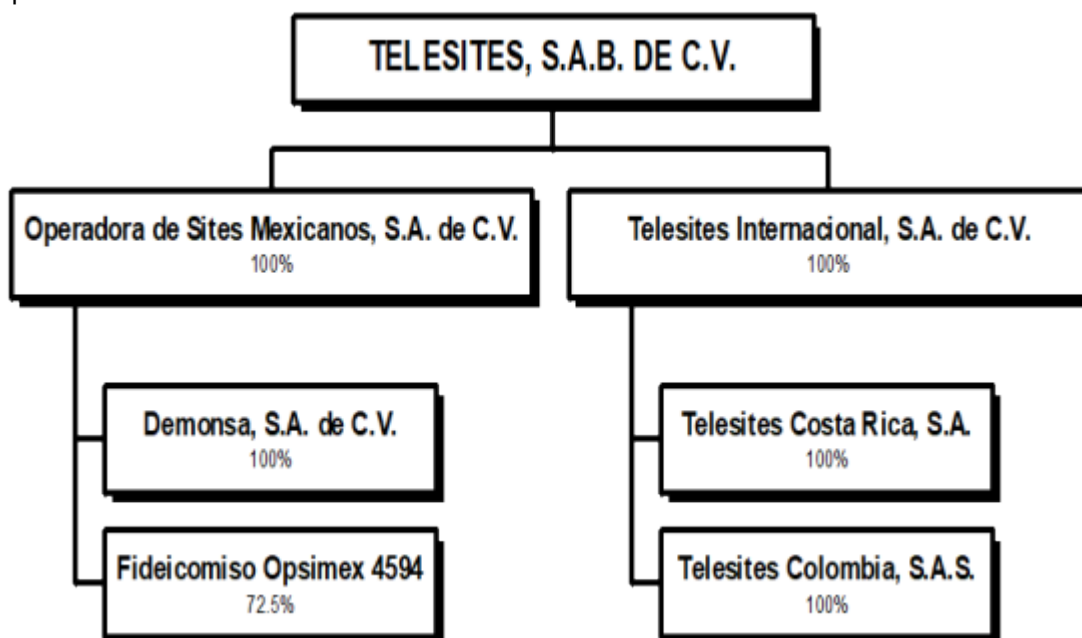 TELESITES, S.A.B. DE C.V.
Operadora de Sites Mexicanos, S.A. de C.V.
100%
Telesites Internacional, S.A. de C.V.
100%
Demonsa, S.A. de C.V.
100%
Fideicomiso Opsimex 4594
72.5%
Telesites Costa Rica, S.A.
100%
Telesites Colombia, S.A.S.
100%